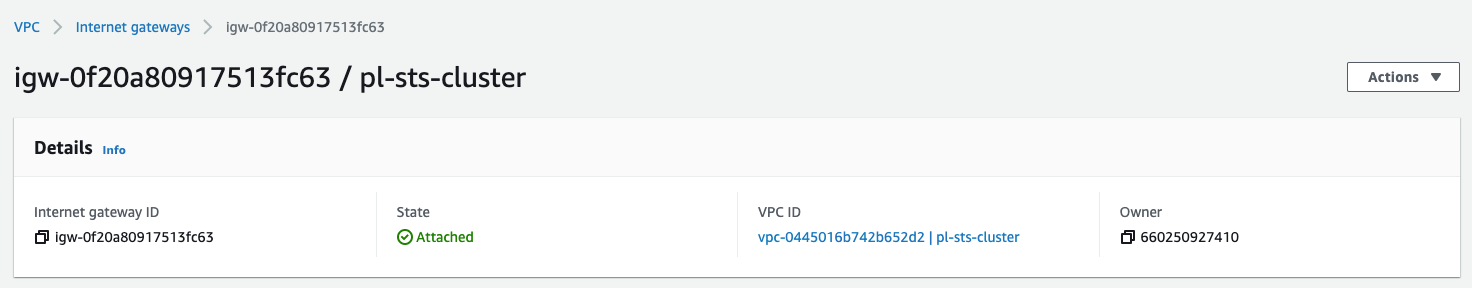 VPC > Internet gateways > igw-0f20a80917513fc63
igw-0f20a80917513fc63 / pl-sts-cluster
Actions ▼
Details Info
Internet gateway ID
igw-0f20a80917513fc63
State
Attached
VPC ID
vpc-0445016b742b652d2 | pl-sts-cluster
Owner
660250927410